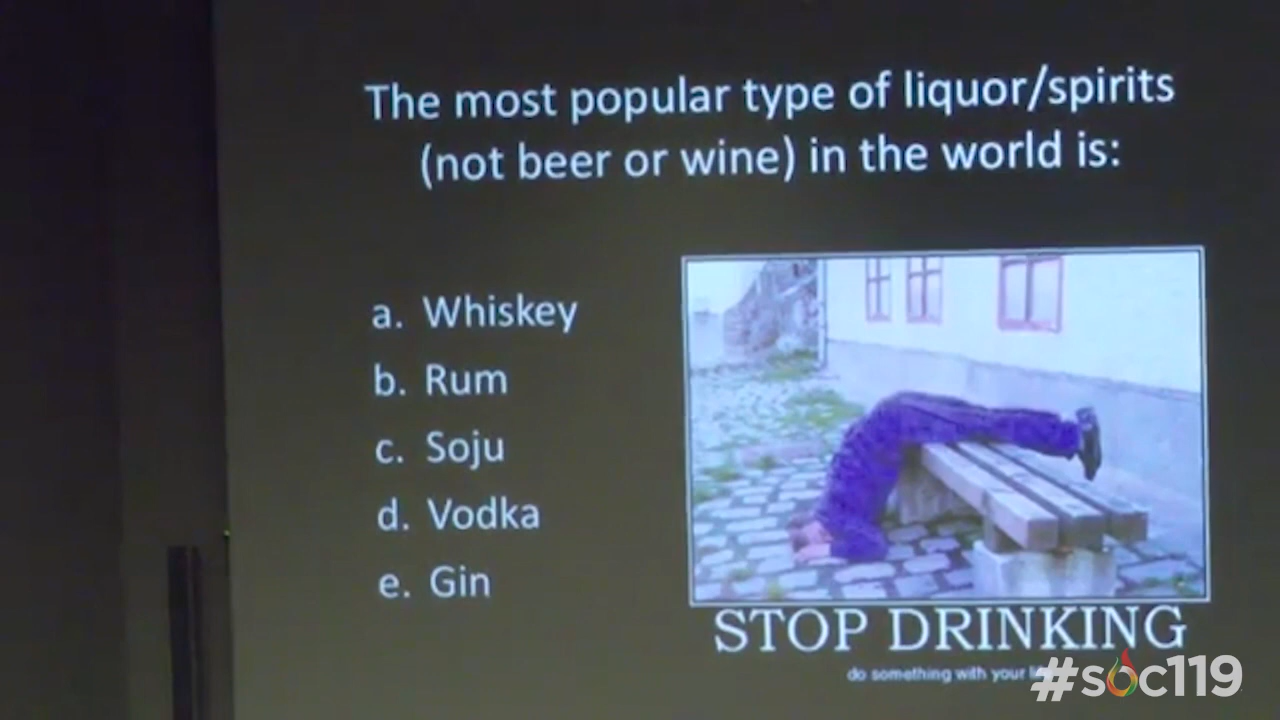 The most popular type of liquor/spirits
(not beer or wine) in the world is:
a. Whiskey
b. Rum
c. Soju
d. Vodka
e. Gin
STOP DRINKING
do something with your
#soc119